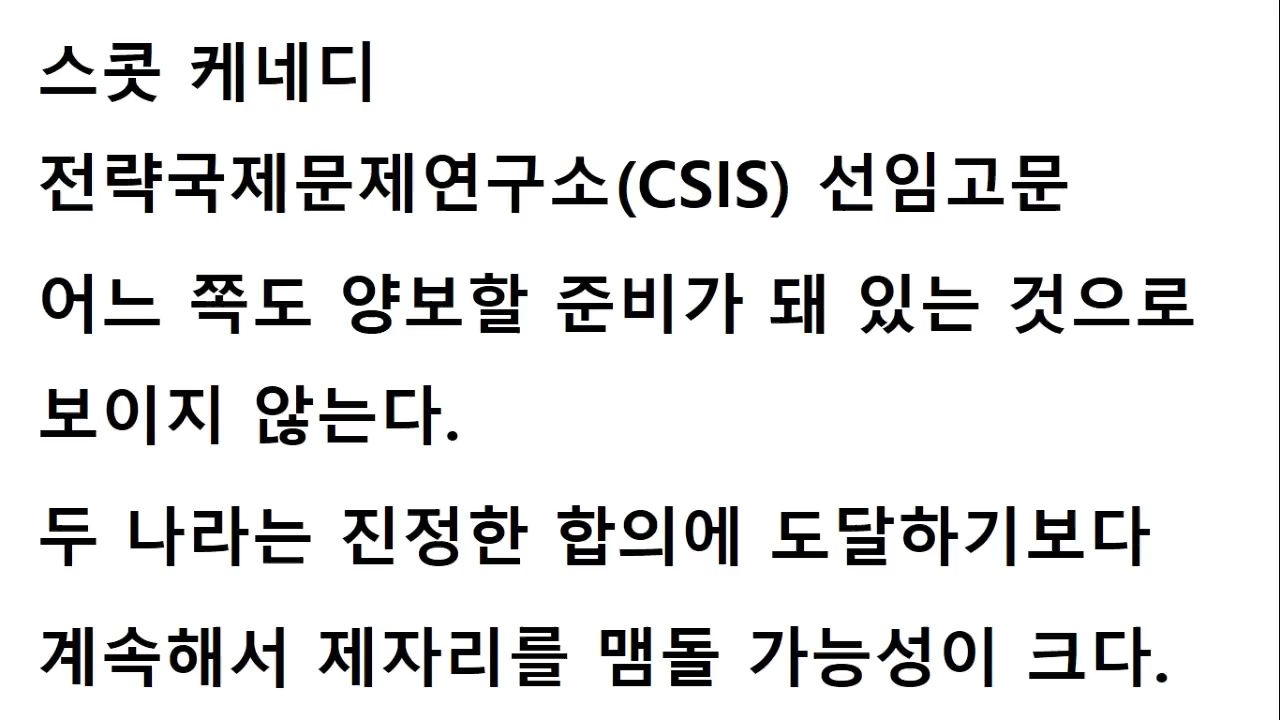 스콧 케네디
전략국제문제연구소(CSIS) 선임고문
어느 쪽도 양보할 준비가 돼 있는 것으로
보이지 않는다.
두 나라는 진정한 합의에 도달하기보다
계속해서 제자리를 맴돌 가능성이 크다.